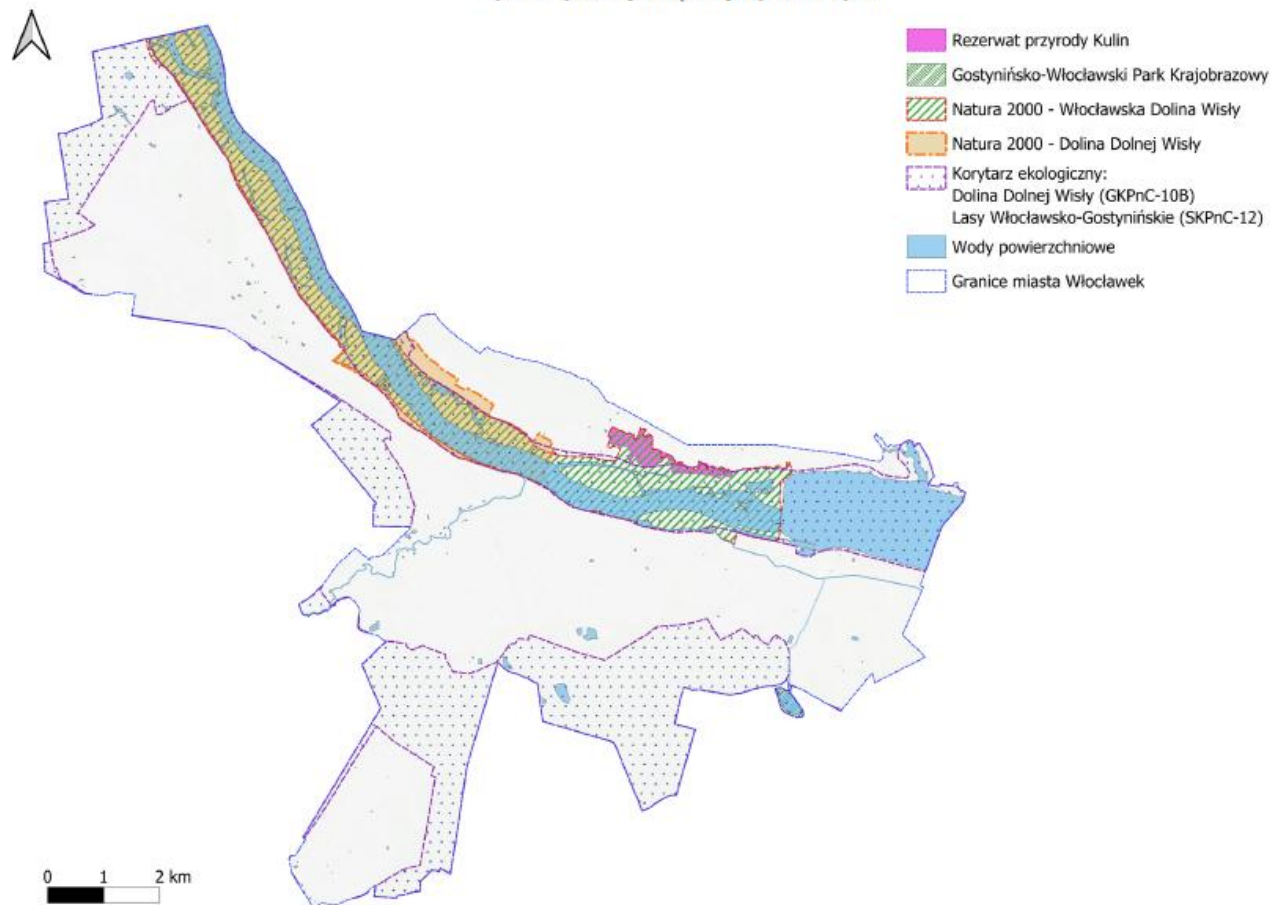 Rezerwat przyrody Kulin
Gostynińsko-Włocławski Park Krajobrazowy
Natura 2000 - Włocławska Dolina Wisły
Natura 2000 - Dolina Dolnej Wisły
Korytarz ekologiczny:
Dolina Dolnej Wisły (GKPnC-10B)
Lasy Włocławsko-Gostynińskie (SKPnC-12)
Wody powierzchniowe
Granice miasta Włocławek
0 1 2 km